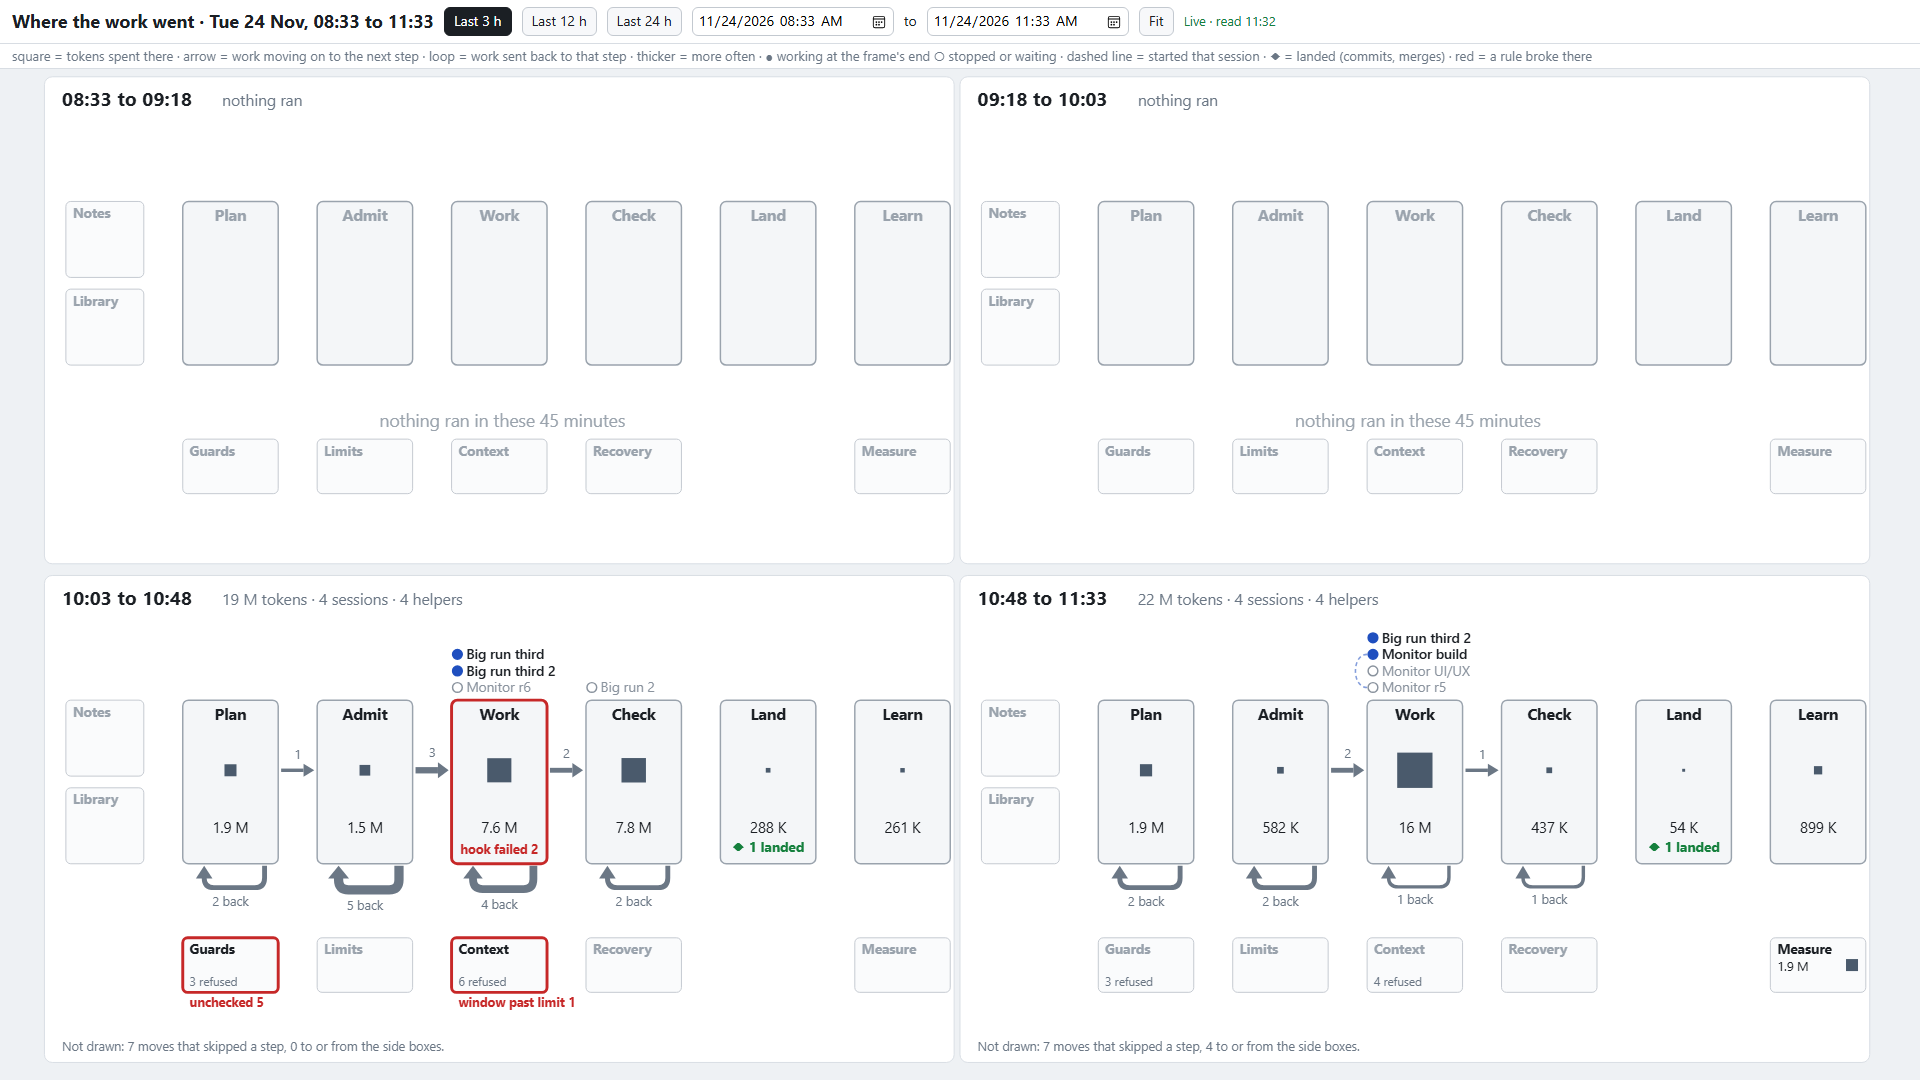 Where the work went · Tue 24 Nov, 08:33 to 11:33
Last 3 h
Last 12 h
Last 24 h
11/24/2026 08:33 AM
to
11/24/2026 11:33 AM
Fit
Live · read 11:32
square = tokens spent there · arrow = work moving on to the next step · loop = work sent back to that step · thicker = more often · ● working at the frame's end ○ stopped or waiting · dashed line = started that session · ◆ = landed (commits, merges) · red = a rule broke there
08:33 to 09:18 nothing ran
Notes
Library
Plan
Admit
Work
Check
Land
Learn
nothing ran in these 45 minutes
Guards
Limits
Context
Recovery
Measure
09:18 to 10:03 nothing ran
Notes
Library
Plan
Admit
Work
Check
Land
Learn
nothing ran in these 45 minutes
Guards
Limits
Context
Recovery
Measure
10:03 to 10:48 19 M tokens · 4 sessions · 4 helpers
Big run third
Big run third 2
Monitor r6
Big run 2
Notes
Library
Plan
1.9 M
2 back
1
Admit
1.5 M
5 back
3
Work
7.6 M
hook failed 2
4 back
2
Check
7.8 M
2 back
Land
288 K
◆ 1 landed
Learn
261 K
Guards
3 refused
unchecked 5
Limits
Context
6 refused
window past limit 1
Recovery
Measure
Not drawn: 7 moves that skipped a step, 0 to or from the side boxes.
10:48 to 11:33 22 M tokens · 4 sessions · 4 helpers
Big run third 2
Monitor build
Monitor UI/UX
Monitor r5
Notes
Library
Plan
1.9 M
2 back
Admit
582 K
2 back
2
Work
16 M
1 back
1
Check
437 K
1 back
Land
54 K
◆ 1 landed
Learn
899 K
Guards
3 refused
Limits
Context
4 refused
Recovery
Measure
1.9 M
Not drawn: 7 moves that skipped a step, 4 to or from the side boxes.